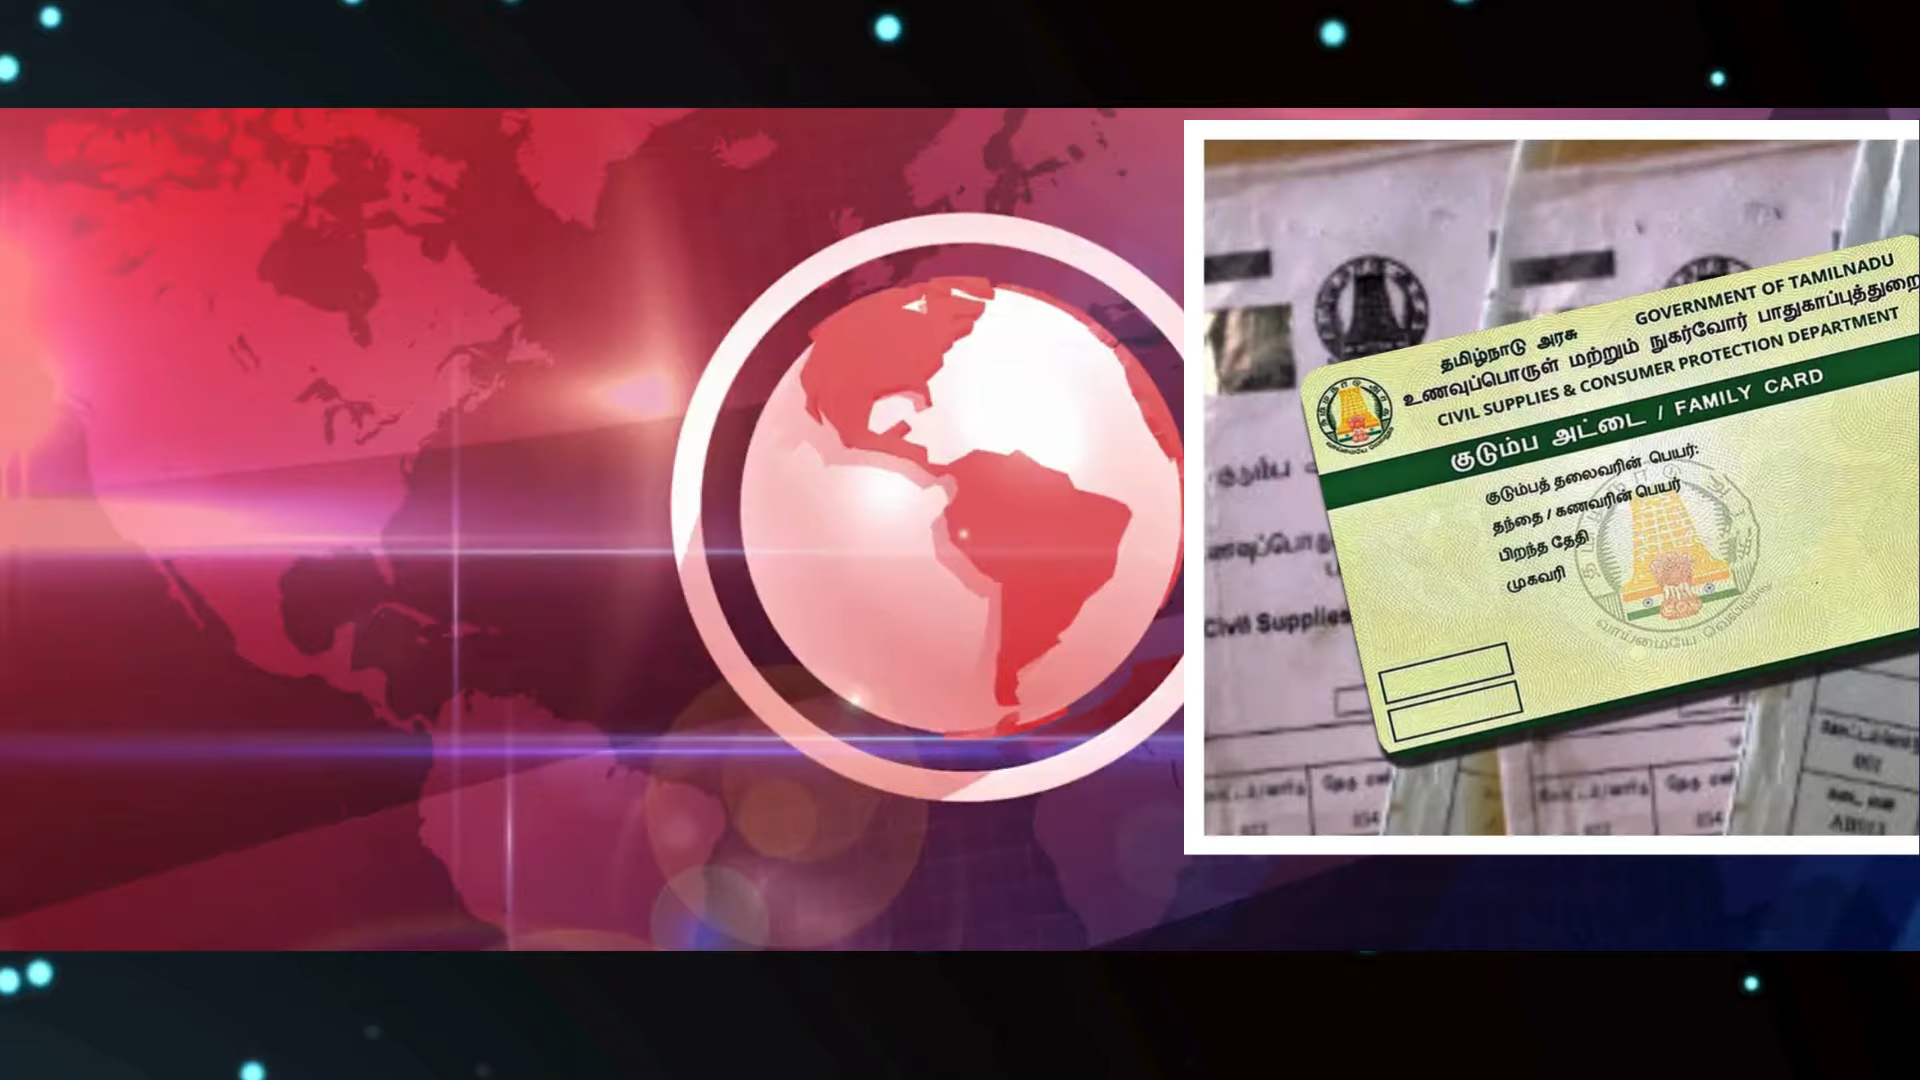 தமிழ்நாடு அரசு
GOVERNMENT OF TAMILNADU
உணவுப்பொருள் மற்றும் நுகர்வோர் பாதுகாப்புத்துறை
CIVIL SUPPLIES & CONSUMER PROTECTION DEPARTMENT
குடும்ப அட்டை / FAMILY CARD
குடும்பத் தலைவரின் பெயர்:
தந்தை / கணவரின் பெயர்
பிறந்த தேதி
முகவரி
வாய்மையே வெல்லும்
Civil Supplies